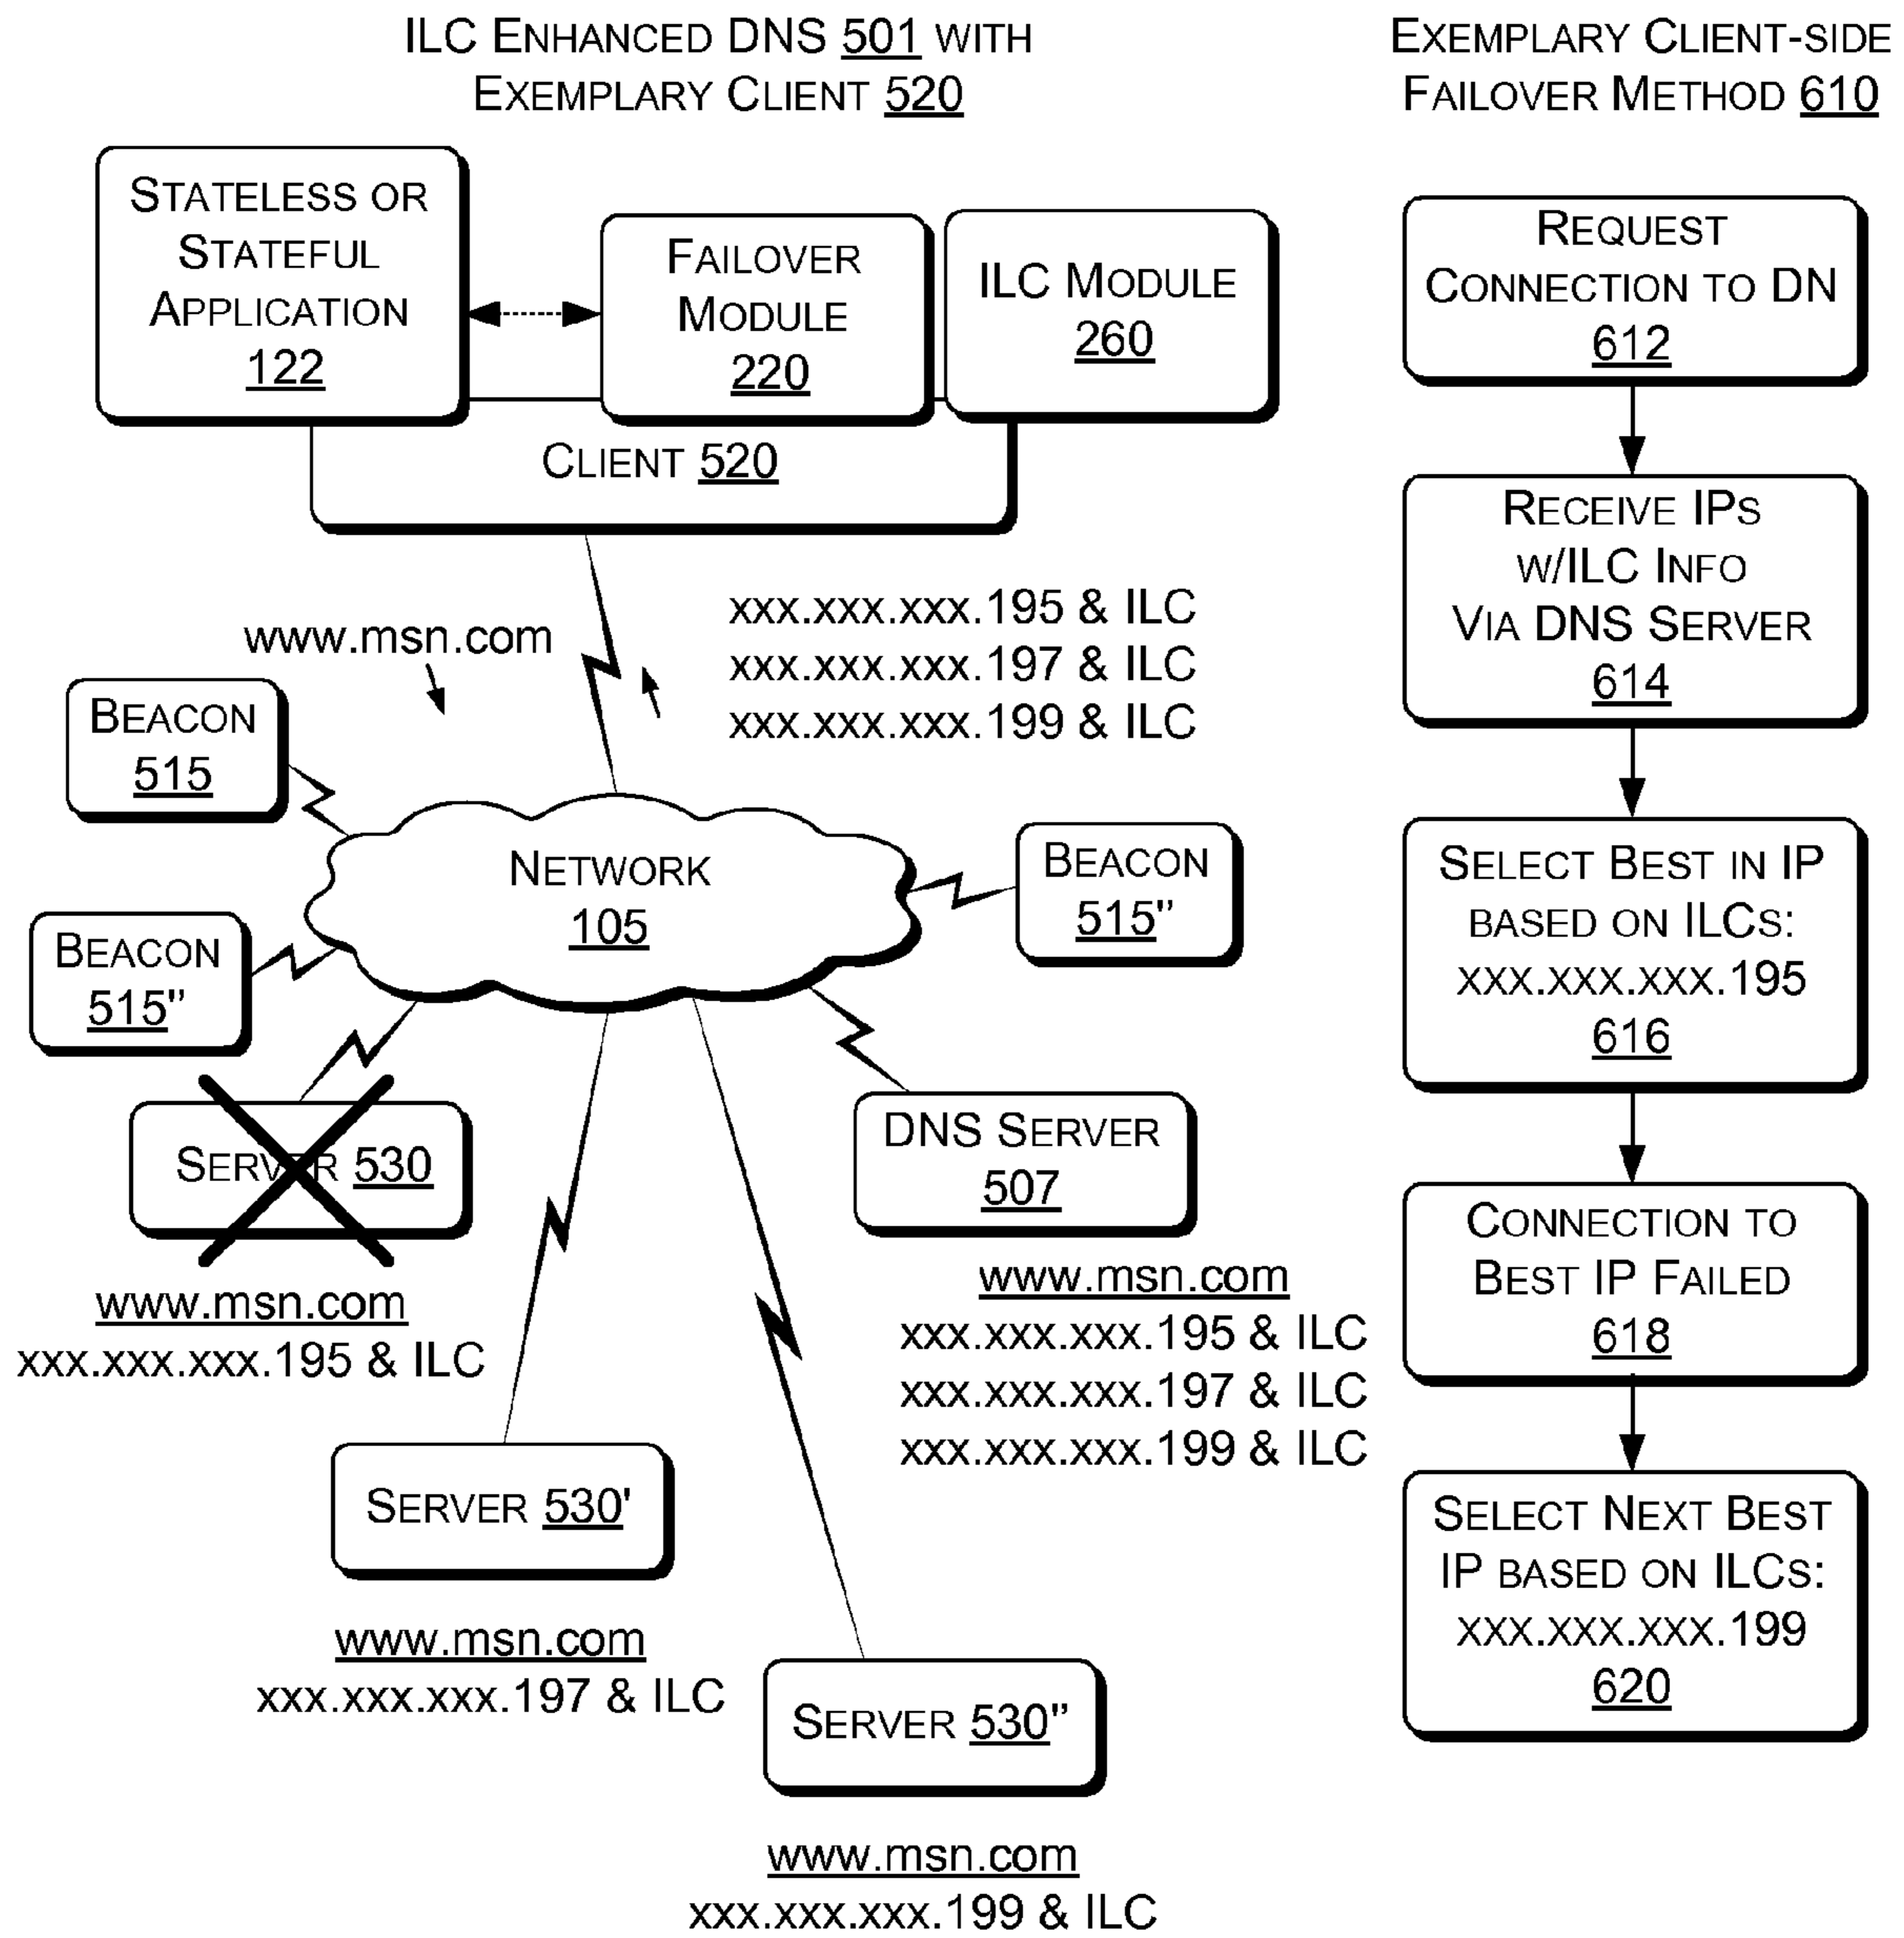 ILC ENHANCED DNS 501 WITH
EXEMPLARY CLIENT 520
STATELESS OR
STATEFUL
APPLICATION
122
FAILOVER
MODULE
220
ILC MODULE
260
CLIENT 520
www.msn.com
xxx.xxx.xxx.195 & ILC
xxx.xxx.xxx.197 & ILC
xxx.xxx.xxx.199 & ILC
BEACON
515
NETWORK
105
BEACON
515"
BEACON
515"
SERVER 530
www.msn.com
xxx.xxx.xxx.195 & ILC
DNS SERVER
507
www.msn.com
xxx.xxx.xxx.195 & ILC
xxx.xxx.xxx.197 & ILC
xxx.xxx.xxx.199 & ILC
SERVER 530'
www.msn.com
xxx.xxx.xxx.197 & ILC
SERVER 530"
www.msn.com
xxx.xxx.xxx.199 & ILC
EXEMPLARY CLIENT-SIDE
FAILOVER METHOD 610
REQUEST
CONNECTION TO DN
612
RECEIVE IPS
W/ILC INFO
VIA DNS SERVER
614
SELECT BEST IN IP
BASED ON ILCS:
xxx.xxx.xxx.195
616
CONNECTION TO
BEST IP FAILED
618
SELECT NEXT BEST
IP BASED ON ILCS:
xxx.xxx.xxx.199
620